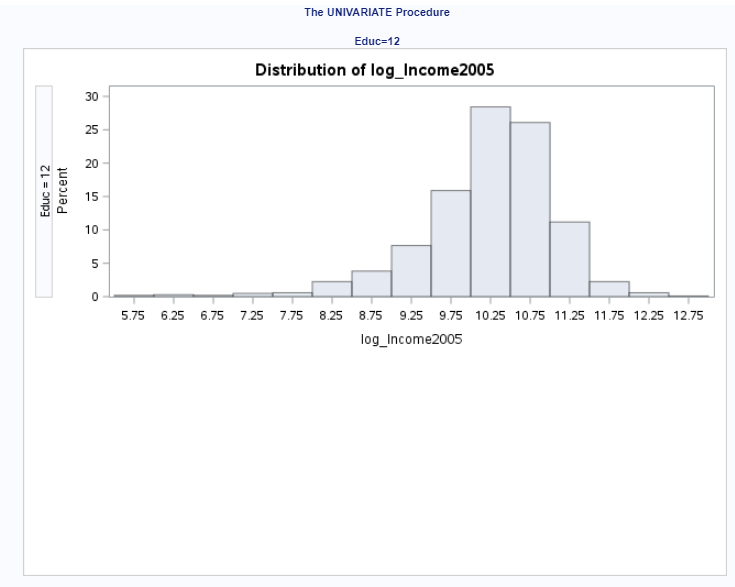 The UNIVARIATE Procedure
Educ=12
Distribution of log_Income2005
Educ = 12
Percent
30
25
20
15
10
5
0
5.75 6.25 6.75 7.25 7.75 8.25 8.75 9.25 9.75 10.25 10.75 11.25 11.75 12.25 12.75
log_Income2005